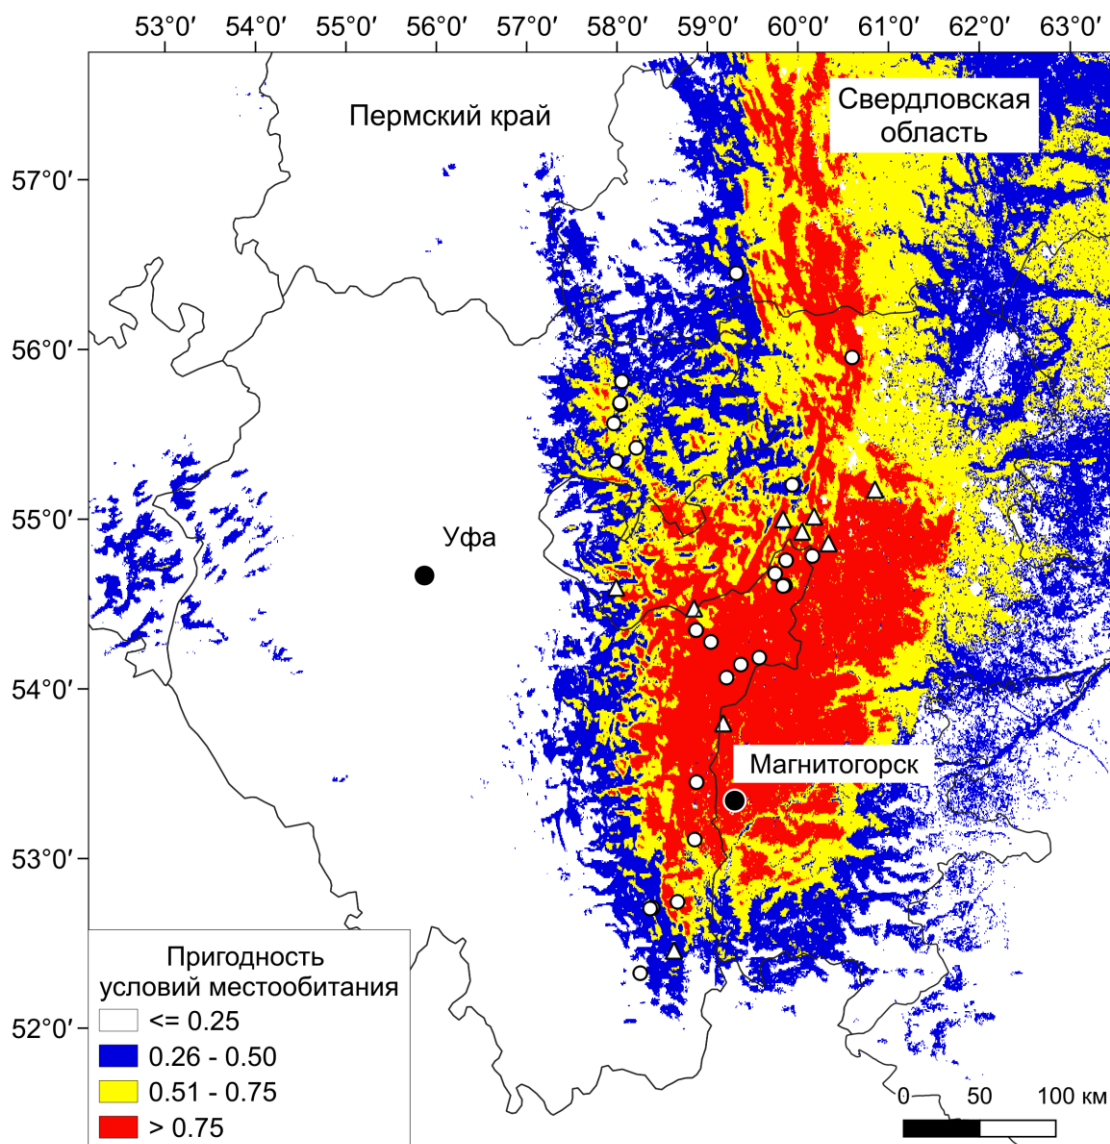 53°0′ 54°0′ 55°0′ 56°0′ 57°0′ 58°0′ 59°0′ 60°0′ 61°0′ 62°0′ 63°0′
Пермский край
Свердловская
область
57°0′
56°0′
55°0′
Уфа
54°0′
Магнитогорск
53°0′
52°0′
Пригодность
условий местообитания
<= 0.25
0.26 - 0.50
0.51 - 0.75
> 0.75
0 50 100 км